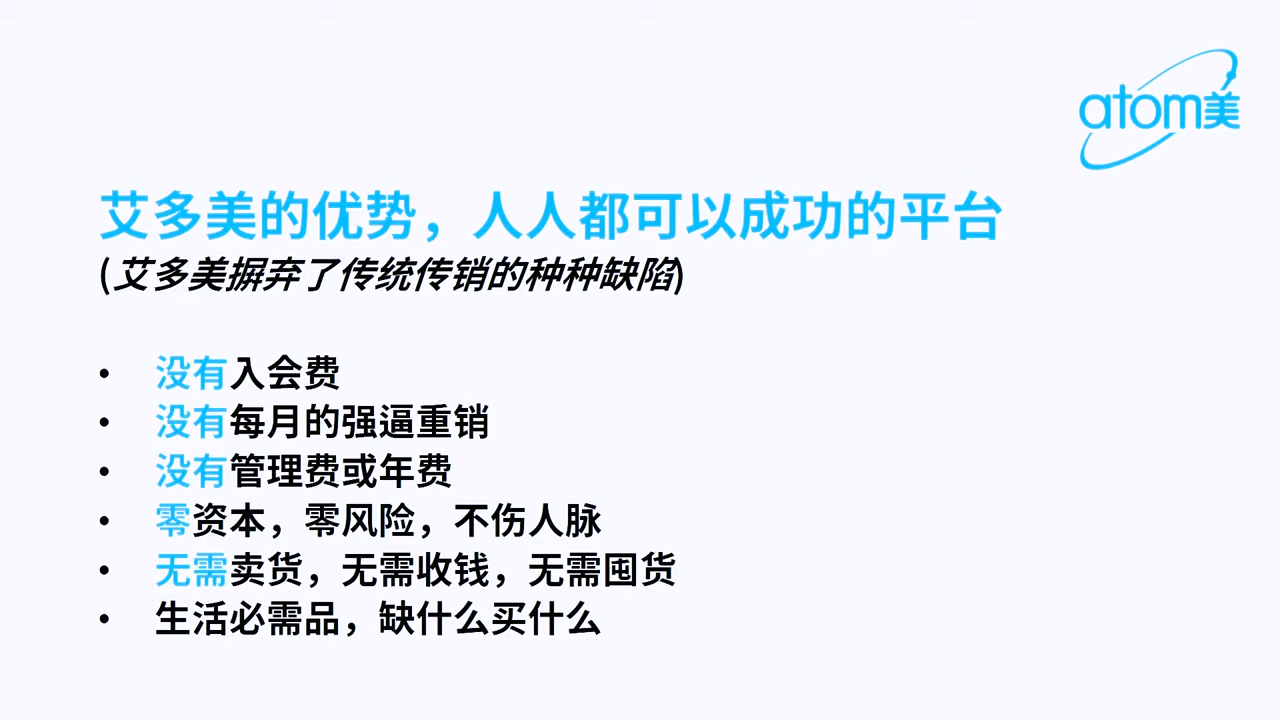 atom美
艾多美的优势，人人都可以成功的平台
(艾多美摒弃了传统传销的种种缺陷)
• 没有入会费
• 没有每月的强逼重销
• 没有管理费或年费
• 零资本，零风险，不伤人脉
• 无需卖货，无需收钱，无需囤货
• 生活必需品，缺什么买什么